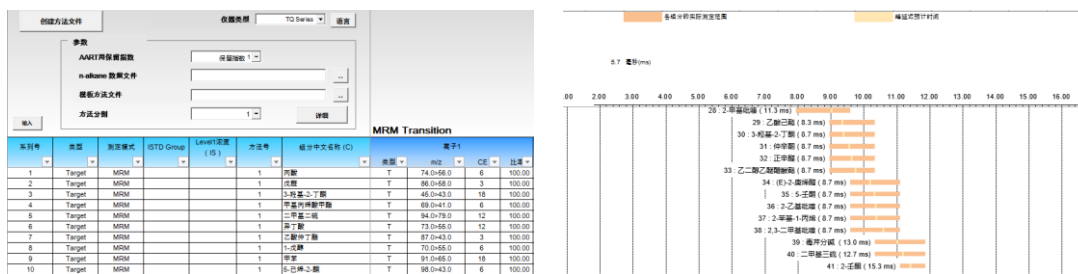 创建方法文件
仪器类型
TQ Series
语言
参数
AART用保留指数
保留指数 1
n-alkane 数据文件
..
模板方法文件
..
方法分割
1
详细
输入
MRM Transition
系列号 类型 测定模式 ISTD Group Level1浓度(IS) 方法号 组分中文名称 (C) 离子1
类型 m/z CE 比率
1 Target MRM 1 丙酸 T 74.0>56.0 6 100.00
2 Target MRM 1 戊醛 T 86.0>58.0 3 100.00
3 Target MRM 1 3-羟基-2-丁酮 T 45.0>43.0 18 100.00
4 Target MRM 1 甲基丙烯酸甲酯 T 69.0>41.0 6 100.00
5 Target MRM 1 二甲基二硫 T 94.0>79.0 12 100.00
6 Target MRM 1 异丁酸 T 73.0>55.0 12 100.00
7 Target MRM 1 乙酸仲丁酯 T 87.0>43.0 3 100.00
8 Target MRM 1 1-戊醇 T 70.0>55.0 6 100.00
9 Target MRM 1 甲苯 T 91.0>65.0 18 100.00
10 Target MRM 1 5-己烯-2-酮 T 98.0>43.0 6 100.00
各组分的实际测定范围
峰延迟预计时间
5.7 毫秒(ms)
.00 2.00 3.00 4.00 5.00 6.00 7.00 8.00 9.00 10.00 11.00 12.00 13.00 14.00 15.00 16.00
28 : 2-甲基吡嗪 ( 11.3 ms)
29 : 乙酸己酯 ( 8.3 ms)
30 : 3-羟基-2-丁酮 ( 8.7 ms)
31 : 仲辛酮 ( 8.7 ms)
32 : 正辛醛 ( 8.7 ms)
33 : 乙二醇乙醚醋酸酯 ( 8.7 ms)
34 : (E)-2-庚烯醛 ( 8.7 ms)
35 : 5-壬酮 ( 8.7 ms)
36 : 2-乙基吡嗪 ( 8.7 ms)
37 : 2-苯基-1-丙烯 ( 8.7 ms)
38 : 2,3-二甲基吡嗪 ( 8.7 ms)
39 : 毒芹分碱 ( 13.0 ms)
40 : 二甲基三硫 ( 12.7 ms)
41 : 2-壬酮 ( 15.3 ms)